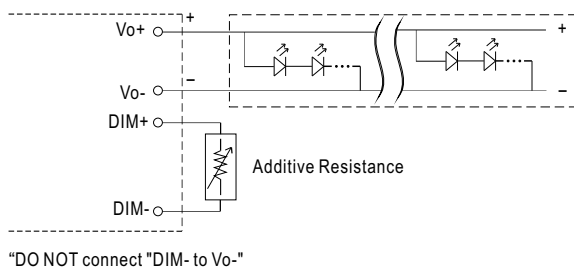 Vo+
+
+
−
Vo-
−
DIM+
Additive Resistance
DIM-
“DO NOT connect "DIM- to Vo-"